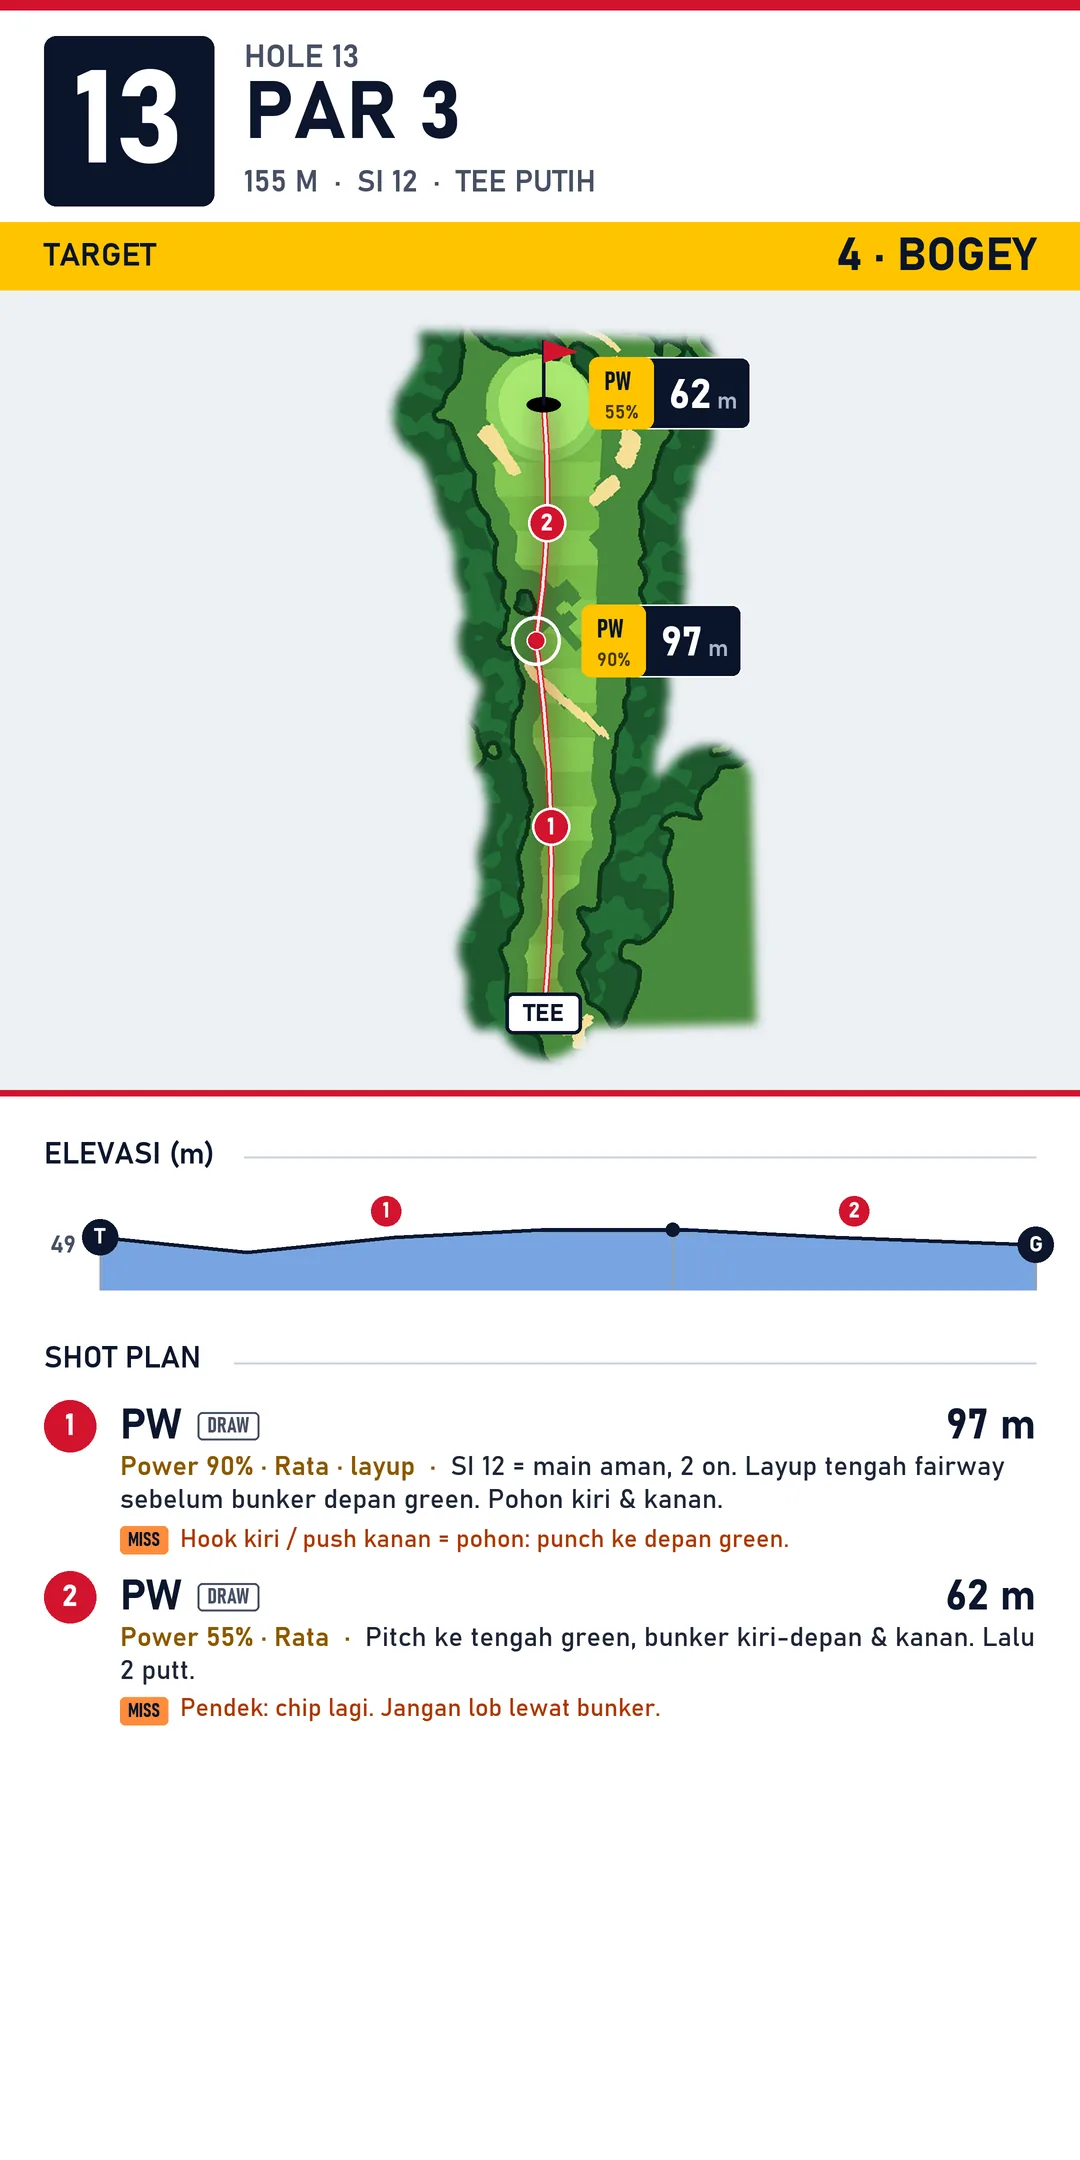 13
HOLE 13
PAR 3
155 M · SI 12 · TEE PUTIH
TARGET
4 · BOGEY
PW
55%
62 m
2
PW
90%
97 m
1
TEE
ELEVASI (m)
1
2
49
T
G
SHOT PLAN
1
PW DRAW
97 m
Power 90% · Rata · layup · SI 12 = main aman, 2 on. Layup tengah fairway
sebelum bunker depan green. Pohon kiri & kanan.
MISS Hook kiri / push kanan = pohon: punch ke depan green.
2
PW DRAW
62 m
Power 55% · Rata · Pitch ke tengah green, bunker kiri-depan & kanan. Lalu
2 putt.
MISS Pendek: chip lagi. Jangan lob lewat bunker.